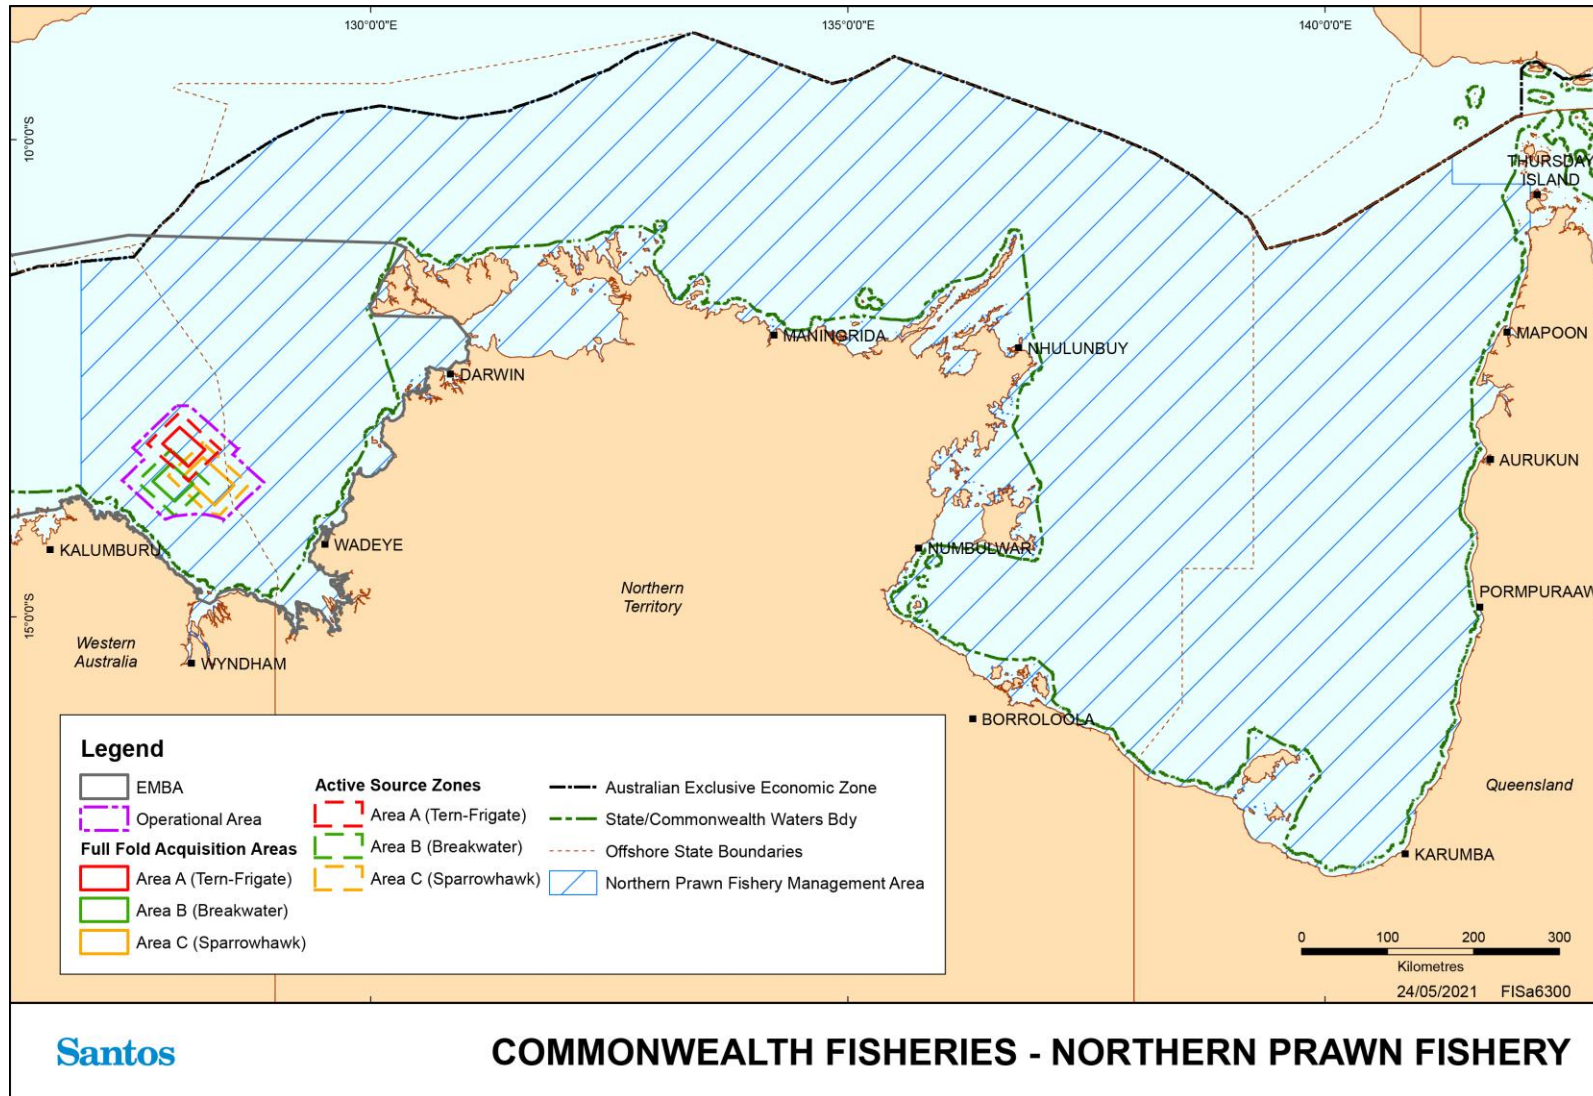 130°0'0"E
135°0'0"E
140°0'0"E
10°0'0"S
15°0'0"S
THURSDAY
ISLAND
MAPOON
MANINGRIDA
NHULUNBUY
DARWIN
AURUKUN
KALUMBURU
WADEYE
NUMBULWAR
Northern
Territory
PORMPURAAW
Western
Australia
WYNDHAM
BORROLOOLA
Queensland
KARUMBA
Legend
EMBA
Operational Area
Full Fold Acquisition Areas
Area A (Tern-Frigate)
Area B (Breakwater)
Area C (Sparrowhawk)
Active Source Zones
Area A (Tern-Frigate)
Area B (Breakwater)
Area C (Sparrowhawk)
Australian Exclusive Economic Zone
State/Commonwealth Waters Bdy
Offshore State Boundaries
Northern Prawn Fishery Management Area
0 100 200 300
Kilometres
24/05/2021 FISa6300
Santos
COMMONWEALTH FISHERIES - NORTHERN PRAWN FISHERY